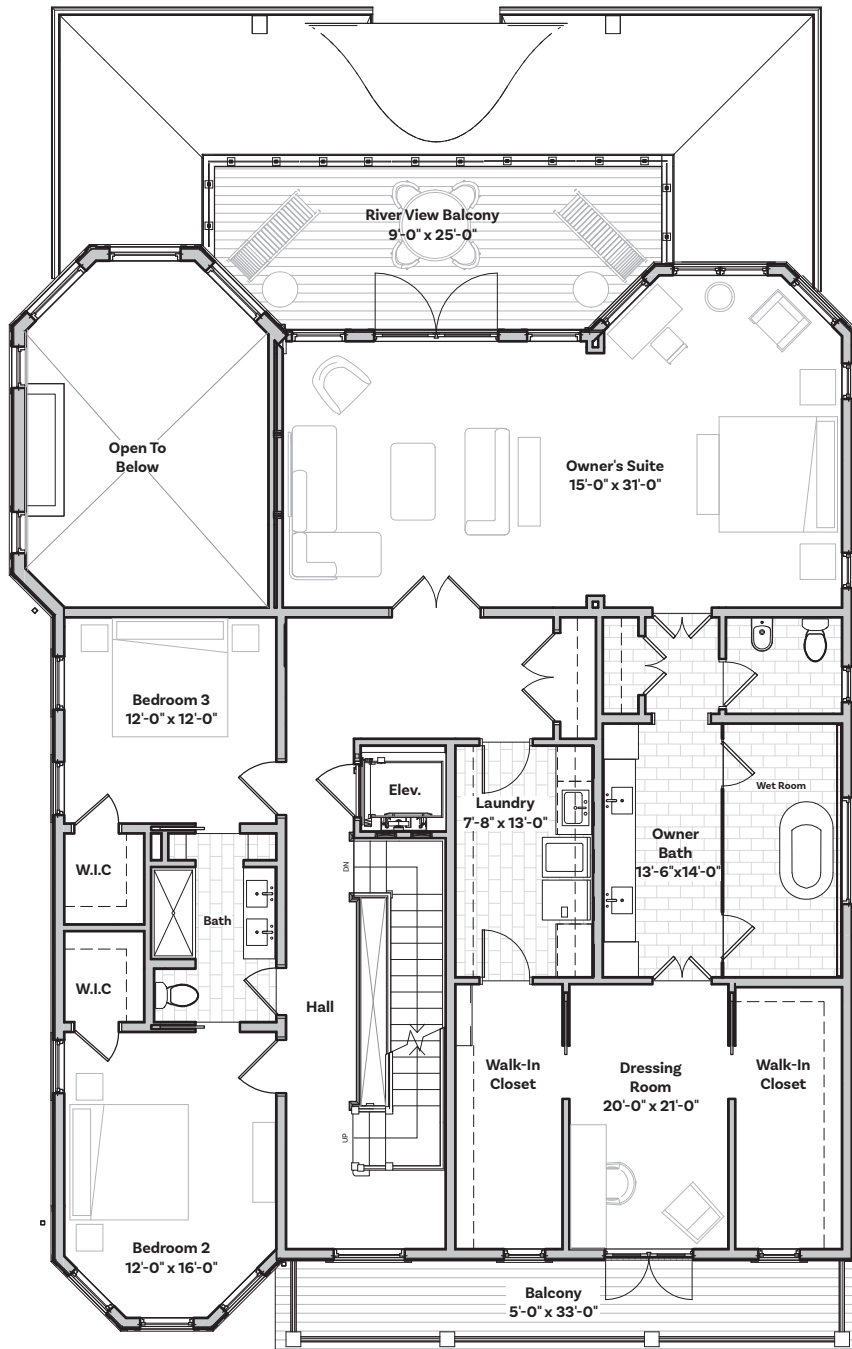 River View Balcony
9'-0" x 25'-0"
Open To
Below
Owner's Suite
15'-0" x 31'-0"
Bedroom 3
12'-0" x 12'-0"
Elev.
Laundry
7'-8" x 13'-0"
Wet Room
Owner
Bath
13'-6"x14'-0"
W.I.C
DN
Bath
W.I.C
Hall
Walk-In
Closet
Dressing
Room
20'-0" x 21'-0"
Walk-In
Closet
UP
Bedroom 2
12'-0" x 16'-0"
Balcony
5'-0" x 33'-0"